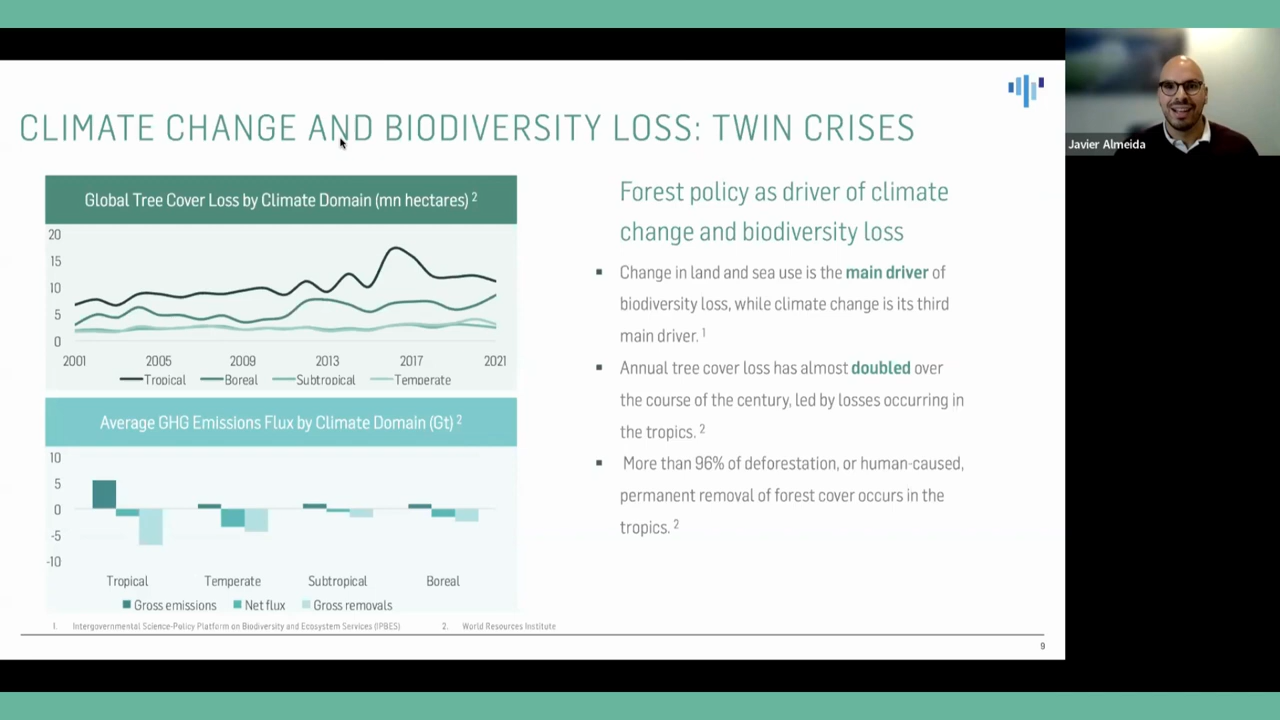 CLIMATE CHANGE AND BIODIVERSITY LOSS: TWIN CRISES
Javier Almeida
Global Tree Cover Loss by Climate Domain (mn hectares) 2
20
15
10
5
0
2001 2005 2009 2013 2017 2021
Tropical Boreal Subtropical Temperate
Average GHG Emissions Flux by Climate Domain (Gt) 2
10
5
0
-5
-10
Tropical Temperate Subtropical Boreal
Gross emissions Net flux Gross removals
Forest policy as driver of climate
change and biodiversity loss
▪ Change in land and sea use is the main driver of
biodiversity loss, while climate change is its third
main driver. 1
▪ Annual tree cover loss has almost doubled over
the course of the century, led by losses occurring in
the tropics. 2
▪ More than 96% of deforestation, or human-caused,
permanent removal of forest cover occurs in the
tropics. 2
1. Intergovernmental Science-Policy Platform on Biodiversity and Ecosystem Services (IPBES) 2. World Resources Institute
9